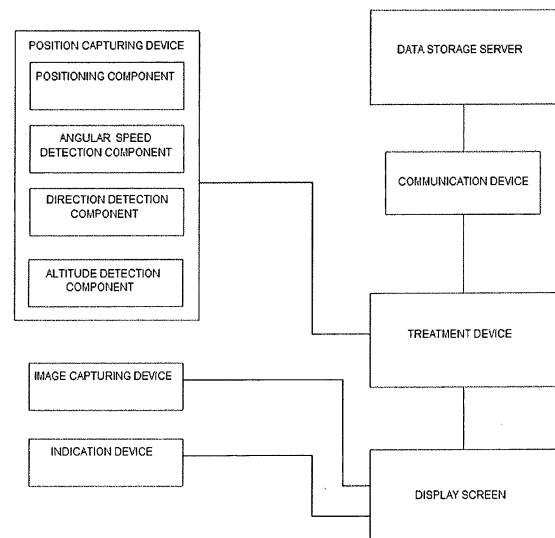 POSITION CAPTURING DEVICE
POSITIONING COMPONENT
ANGULAR SPEED
DETECTION COMPONENT
DIRECTION DETECTION
COMPONENT
ALTITUDE DETECTION
COMPONENT
IMAGE CAPTURING DEVICE
INDICATION DEVICE
DATA STORAGE SERVER
COMMUNICATION DEVICE
TREATMENT DEVICE
DISPLAY SCREEN